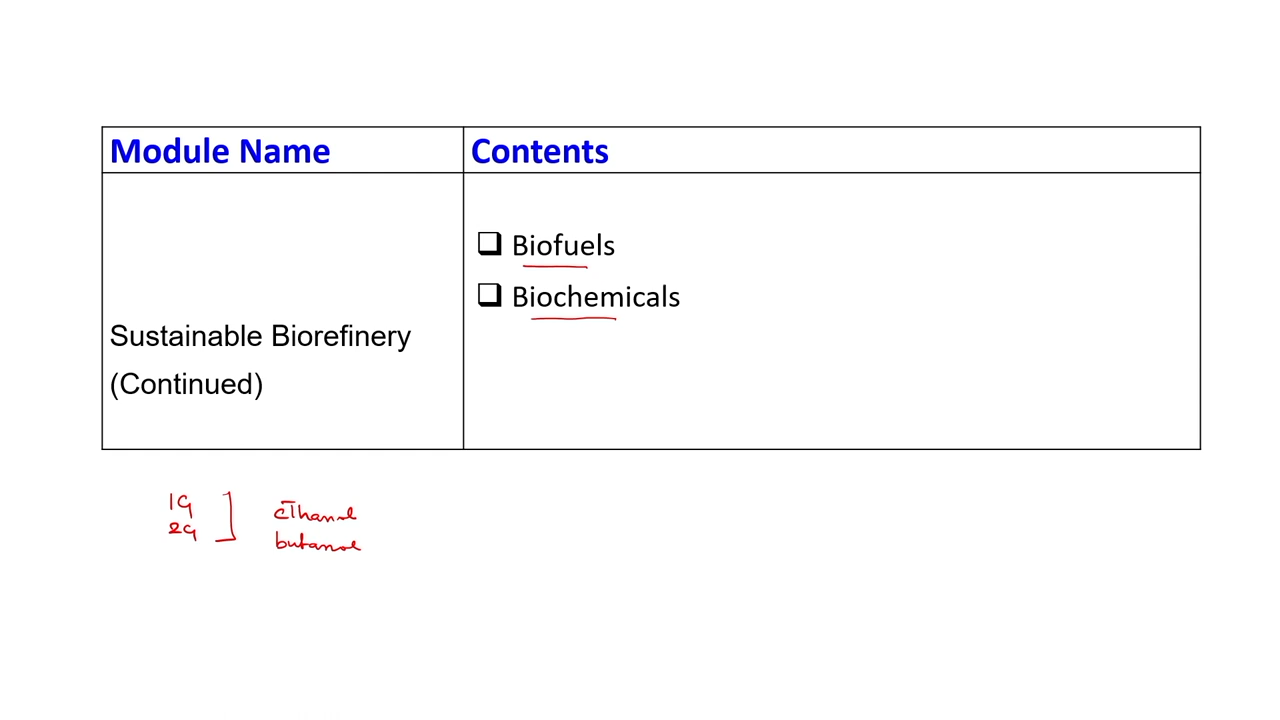 Module Name
Contents
Biofuels
Biochemicals
Sustainable Biorefinery
(Continued)
1G
2G
ethanol
butanol